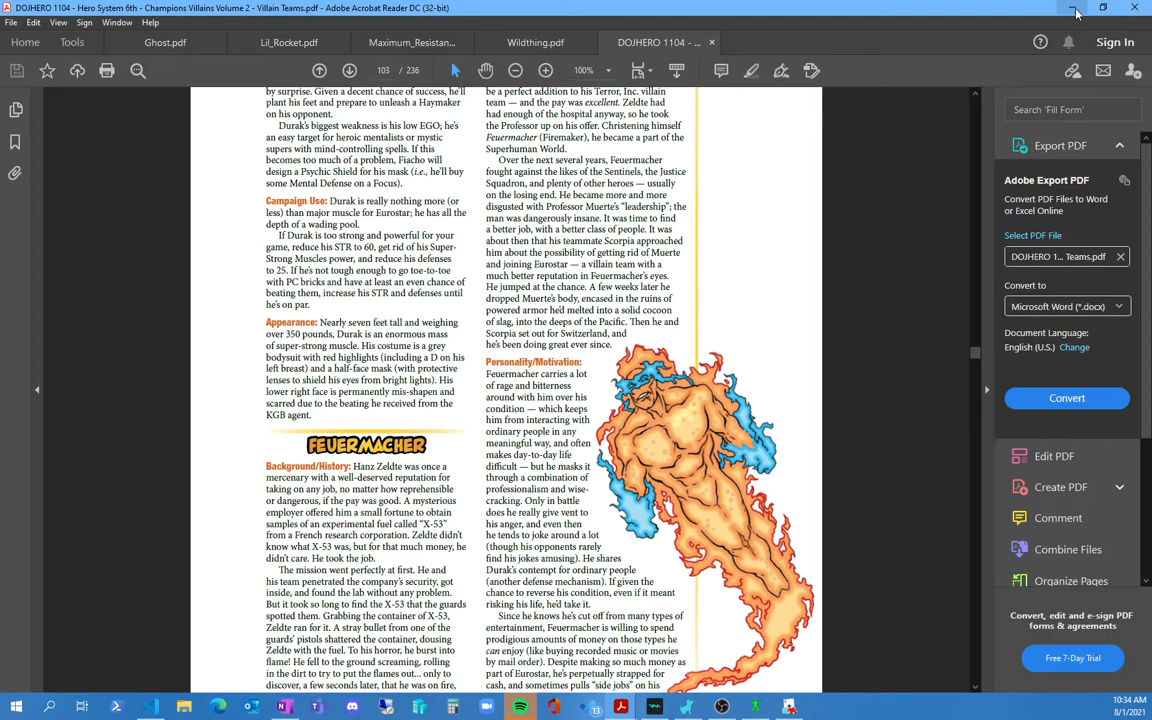 DOJHERO 1104 - Hero System 6th - Champions Villains Volume 2 - Villain Teams.pdf - Adobe Acrobat Reader DC (32-bit)
File Edit View Sign Window Help
Home Tools Ghost.pdf Lil_Rocket.pdf Maximum_Resistan... Wildthing.pdf DOJHERO 1104 - ... × Sign In
103 / 236 100%
by surprise. Given a decent chance of success, he'll
plant his feet and prepare to unleash a Haymaker
on his opponent.
Durak's biggest weakness is his low EGO; he's
an easy target for heroic mentalists or mystic
supers with mind-controlling spells. If this
becomes too much of a problem, Fiacho will
design a Psychic Shield for his mask (i.e., he'll buy
some Mental Defense on a Focus).
Campaign Use: Durak is really nothing more (or
less) than major muscle for Eurostar; he has all the
depth of a wading pool.
If Durak is too strong and powerful for your
game, reduce his STR to 60, get rid of his Super-
Strong Muscles power, and reduce his defenses
to 25. If he's not tough enough to go toe-to-toe
with PC bricks and have at least an even chance of
beating them, increase his STR and defenses until
he's on par.
Appearance: Nearly seven feet tall and weighing
over 350 pounds, Durak is an enormous mass
of super-strong muscle. His costume is a grey
bodysuit with red highlights (including a D on his
left breast) and a half-face mask (with protective
lenses to shield his eyes from bright lights). His
lower right face is permanently mis-shapen and
scarred due to the beating he received from the
KGB agent.
FEUERMACHER
Background/History: Hanz Zeldte was once a
mercenary with a well-deserved reputation for
taking on any job, no matter how reprehensible
or dangerous, if the pay was good. A mysterious
employer offered him a small fortune to obtain
samples of an experimental fuel called "X-53"
from a French research corporation. Zeldte didn't
know what X-53 was, but for that much money, he
didn't care. He took the job.
The mission went perfectly at first. He and
his team penetrated the company's security, got
inside, and found the lab without any problem.
But it took so long to find the X-53 that the guards
spotted them. Grabbing the container of X-53,
Zeldte ran for it. A stray bullet from one of the
guards' pistols shattered the container, dousing
Zeldte with the fuel. To his horror, he burst into
flame! He fell to the ground screaming, rolling
in the dirt to try to put the flames out... only to
discover, a few seconds later, that he was on fire,
be a perfect addition to his Terror, Inc. villain
team — and the pay was excellent. Zeldte had
had enough of the hospital anyway, so he took
the Professor up on his offer. Christening himself
Feuermacher (Firemaker), he became a part of the
Superhuman World.
Over the next several years, Feuermacher
fought against the likes of the Sentinels, the Justice
Squadron, and plenty of other heroes — usually
on the losing end. He became more and more
disgusted with Professor Muerte's "leadership"; the
man was dangerously insane. It was time to find
a better job, with a better class of people. It was
about then that his teammate Scorpia approached
him about the possibility of getting rid of Muerte
and joining Eurostar — a villain team with a
much better reputation in Feuermacher's eyes.
He jumped at the chance. A few weeks later he
dropped Muerte's body, encased in the ruins of
powered armor he'd melted into a solid cocoon
of slag, into the deeps of the Pacific. Then he and
Scorpia set out for Switzerland, and
he's been doing great ever since.
Personality/Motivation:
Feuermacher carries a lot
of rage and bitterness
around with him over his
condition — which keeps
him from interacting with
ordinary people in any
meaningful way, and often
makes day-to-day life
difficult — but he masks it
through a combination of
professionalism and wise-
cracking. Only in battle
does he really give vent to
his anger, and even then
he tends to joke around a lot
(though his opponents rarely
find his jokes amusing). He shares
Durak's contempt for ordinary people
(another defense mechanism). If given the
chance to reverse his condition, even if it meant
risking his life, he'd take it.
Since he knows he's cut off from many types of
entertainment, Feuermacher is willing to spend
prodigious amounts of money on those types he
can enjoy (like buying recorded music or movies
by mail order). Despite making so much money as
part of Eurostar, he's perpetually strapped for
cash, and sometimes pulls "side jobs" on his
Search 'Fill Form'
Export PDF
Adobe Export PDF
Convert PDF Files to Word
or Excel Online
Select PDF File
DOJHERO 1... Teams.pdf ×
Convert to
Microsoft Word (*.docx)
Document Language:
English (U.S.) Change
Convert
Edit PDF
Create PDF
Comment
Combine Files
Organize Pages
Convert, edit and e-sign PDF
forms & agreements
Free 7-Day Trial
13
10:34 AM
8/1/2021